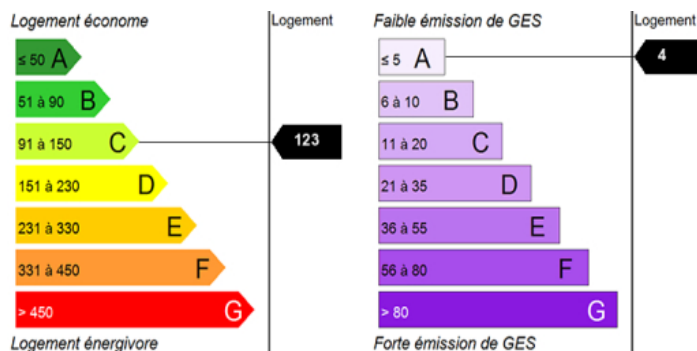 Logement économe
Logement
≤ 50 A
51 à 90 B
91 à 150 C
123
151 à 230 D
231 à 330 E
331 à 450 F
> 450 G
Logement énergivore
Faible émission de GES
Logement
≤ 5 A
4
6 à 10 B
11 à 20 C
21 à 35 D
36 à 55 E
56 à 80 F
> 80 G
Forte émission de GES